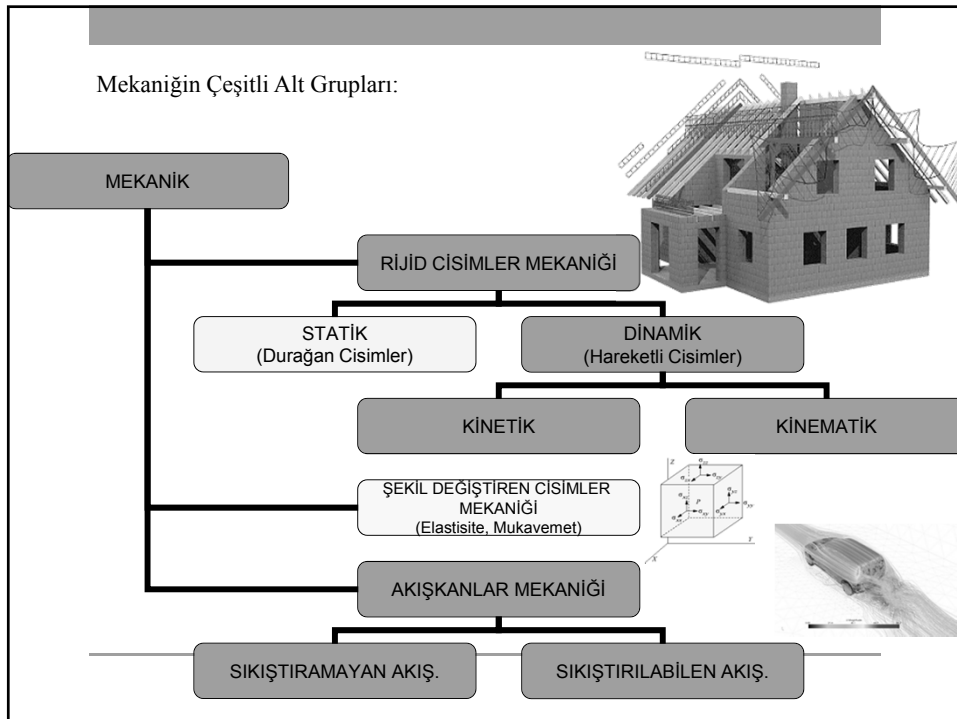 Mekaniğin Çeşitli Alt Grupları:
MEKANİK
RİJİD CİSİMLER MEKANİĞİ
STATİK
(Durağan Cisimler)
DİNAMİK
(Hareketli Cisimler)
KİNETİK
KİNEMATİK
ŞEKİL DEĞİŞTİREN CİSİMLER
MEKANİĞİ
(Elastisite, Mukavemet)
Z
P
Y
X
AKIŞKANLAR MEKANİĞİ
SIKIŞTIRAMAYAN AKIŞ.
SIKIŞTIRILABİLEN AKIŞ.